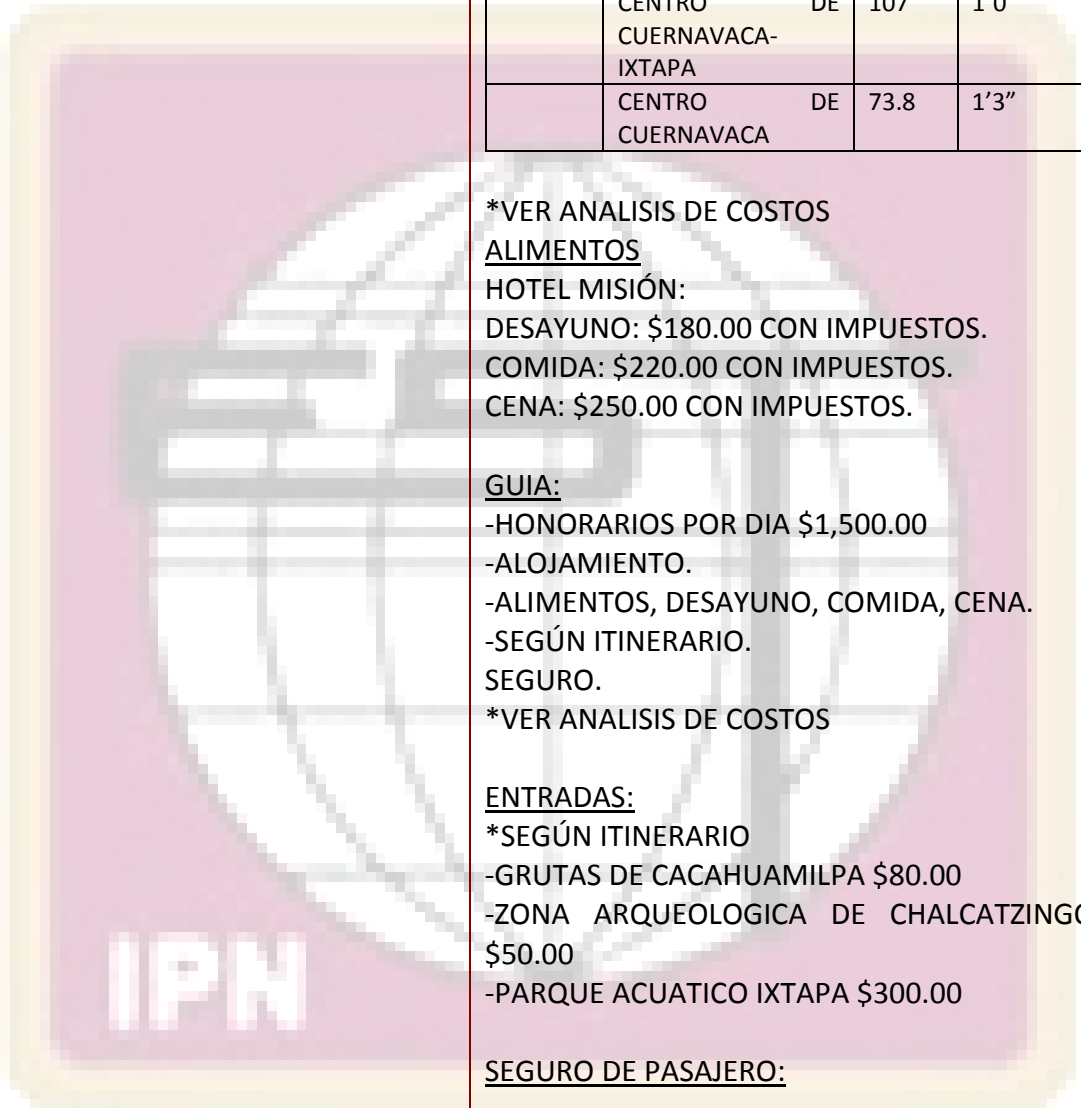 CENTRO DE 107 1'0
CUERNAVACA-
IXTAPA
CENTRO DE 73.8 1’3”
CUERNAVACA
*VER ANALISIS DE COSTOS
ALIMENTOS
HOTEL MISIÓN:
DESAYUNO: $180.00 CON IMPUESTOS.
COMIDA: $220.00 CON IMPUESTOS.
CENA: $250.00 CON IMPUESTOS.
GUIA:
-HONORARIOS POR DIA $1,500.00
-ALOJAMIENTO.
-ALIMENTOS, DESAYUNO, COMIDA, CENA.
-SEGÚN ITINERARIO.
SEGURO.
*VER ANALISIS DE COSTOS
ENTRADAS:
*SEGÚN ITINERARIO
-GRUTAS DE CACAHUAMILPA $80.00
-ZONA ARQUEOLOGICA DE CHALCATZINGO
$50.00
-PARQUE ACUATICO IXTAPA $300.00
SEGURO DE PASAJERO:
IPN